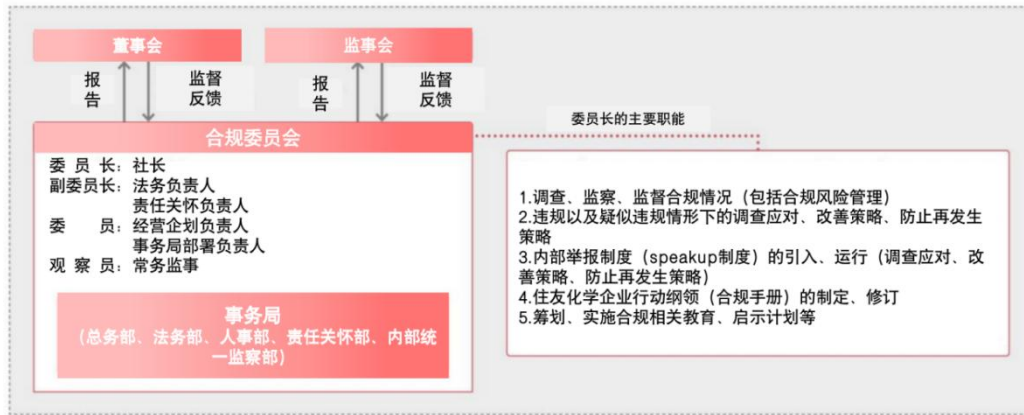 董事会
监事会
报告
监督反馈
报告
监督反馈
合规委员会
委 员 长：社长
副委员长：法务负责人
责任关怀负责人
委　　员：经营企划负责人
事务局部署负责人
观 察 员：常务监事
事务局
（总务部、法务部、人事部、责任关怀部、内部统
一监察部）
委员长的主要职能
1.调查、监察、监督合规情况（包括合规风险管理）
2.违规以及疑似违规情形下的调查应对、改善策略、防止再发生
策略
3.内部举报制度（speakup制度）的引入、运行（调查应对、改
善策略、防止再发生策略）
4.住友化学企业行动纲领（合规手册）的制定、修订
5.筹划、实施合规相关教育、启示计划等